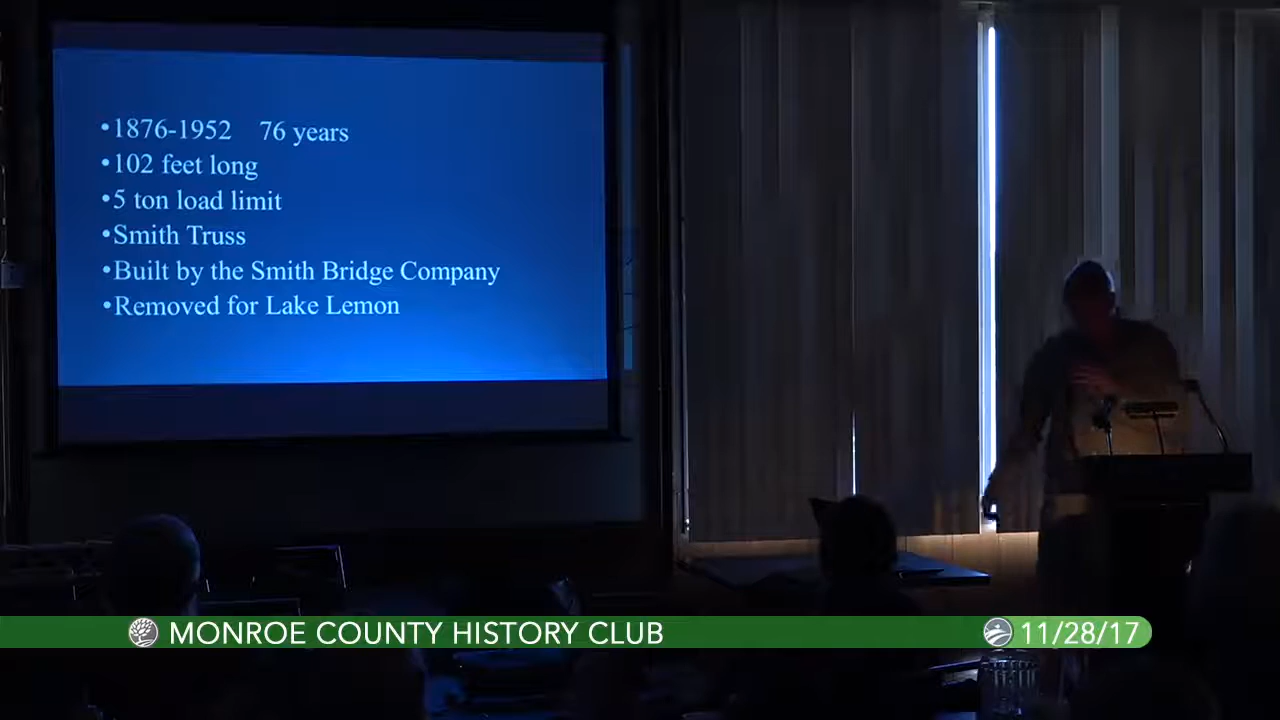 •1876-1952 76 years
•102 feet long
•5 ton load limit
•Smith Truss
•Built by the Smith Bridge Company
•Removed for Lake Lemon
MONROE COUNTY HISTORY CLUB
11/28/17